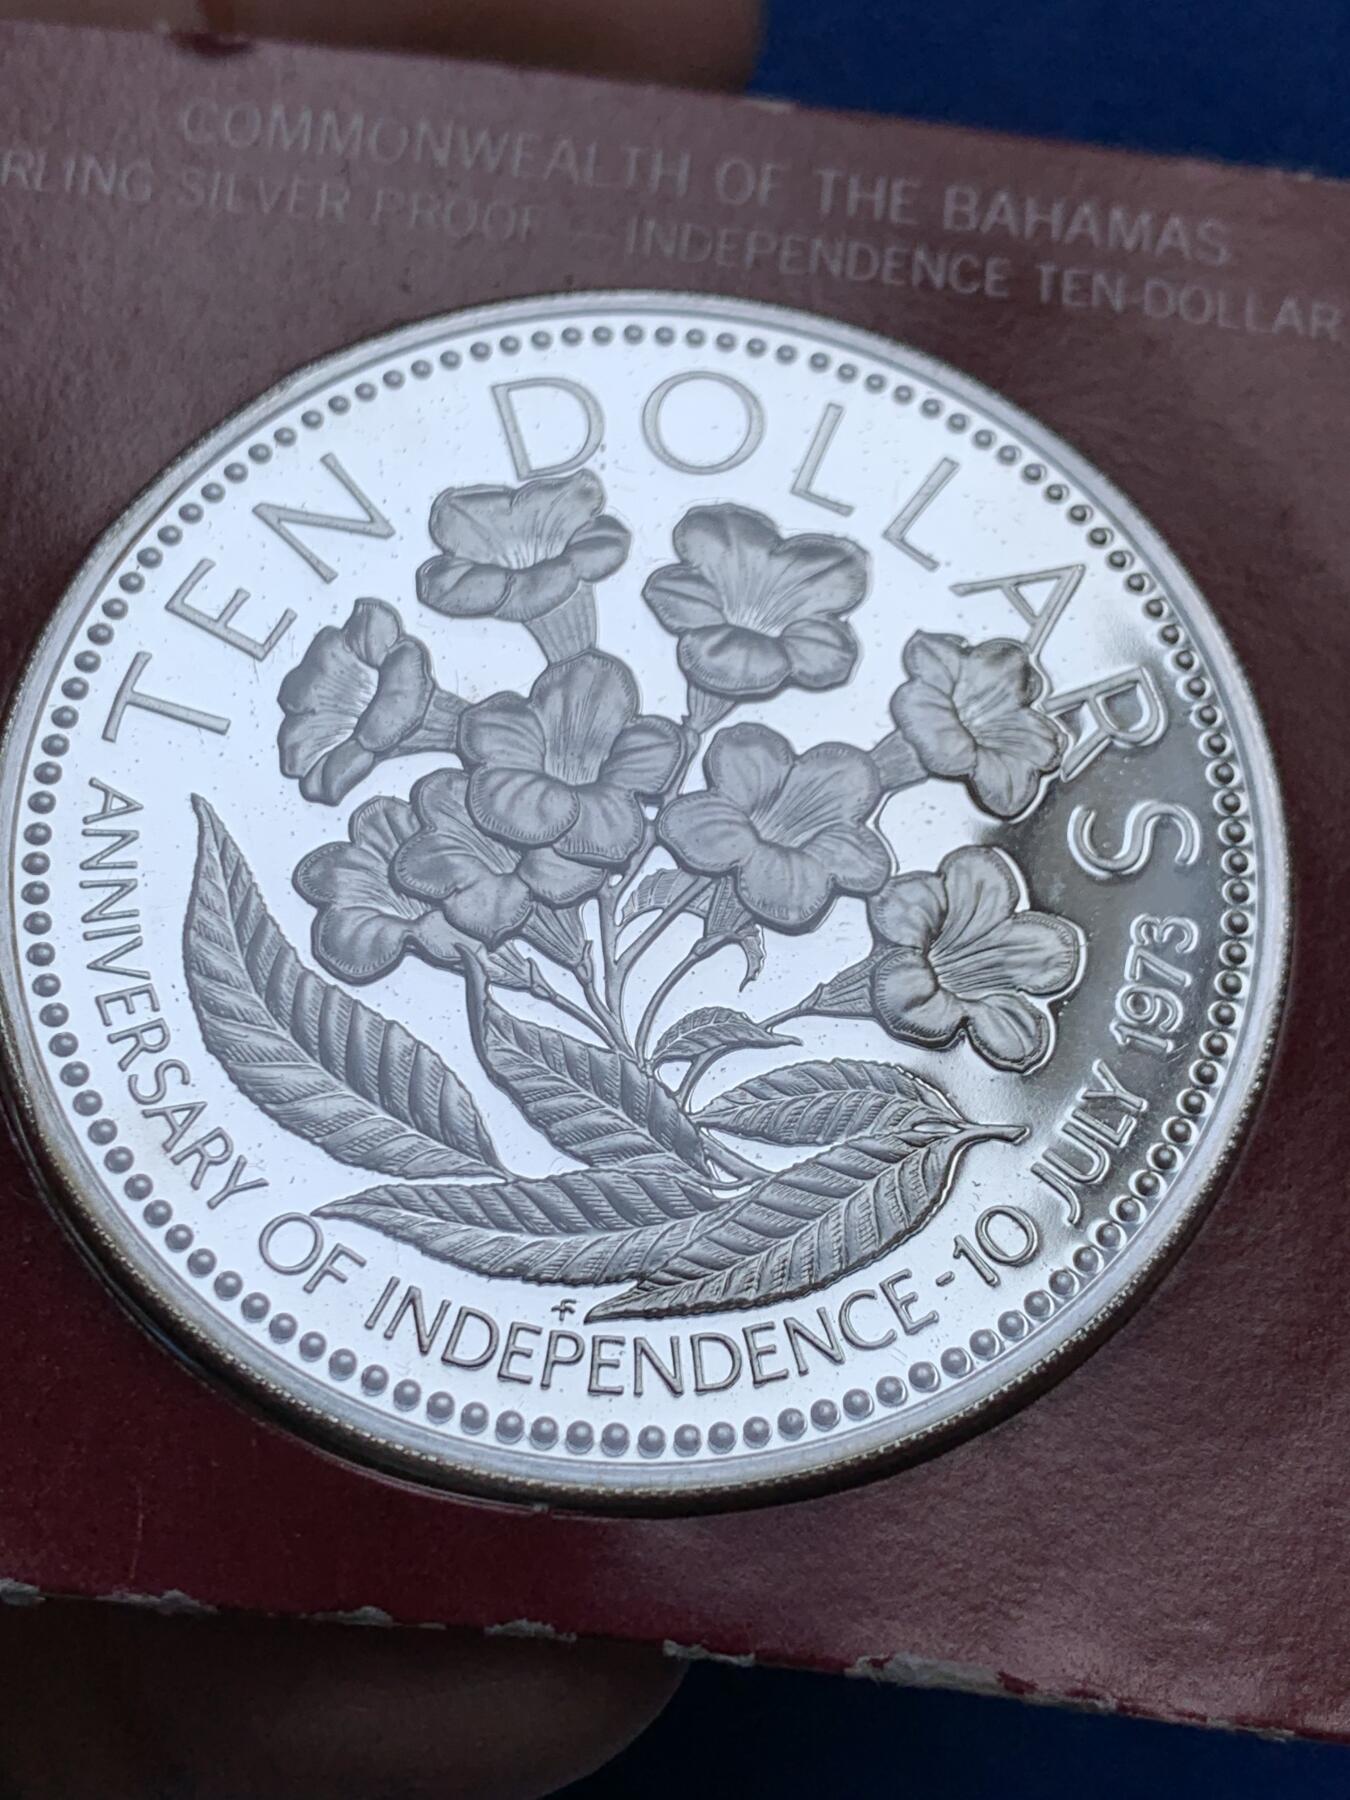 COMMONWEALTH OF THE BAHAMAS
RLING SILVER PROOF — INDEPENDENCE TEN-DOLLAR
TEN DOLLARS
ANNIVERSARY OF INDEPENDENCE - 10 JULY 1973